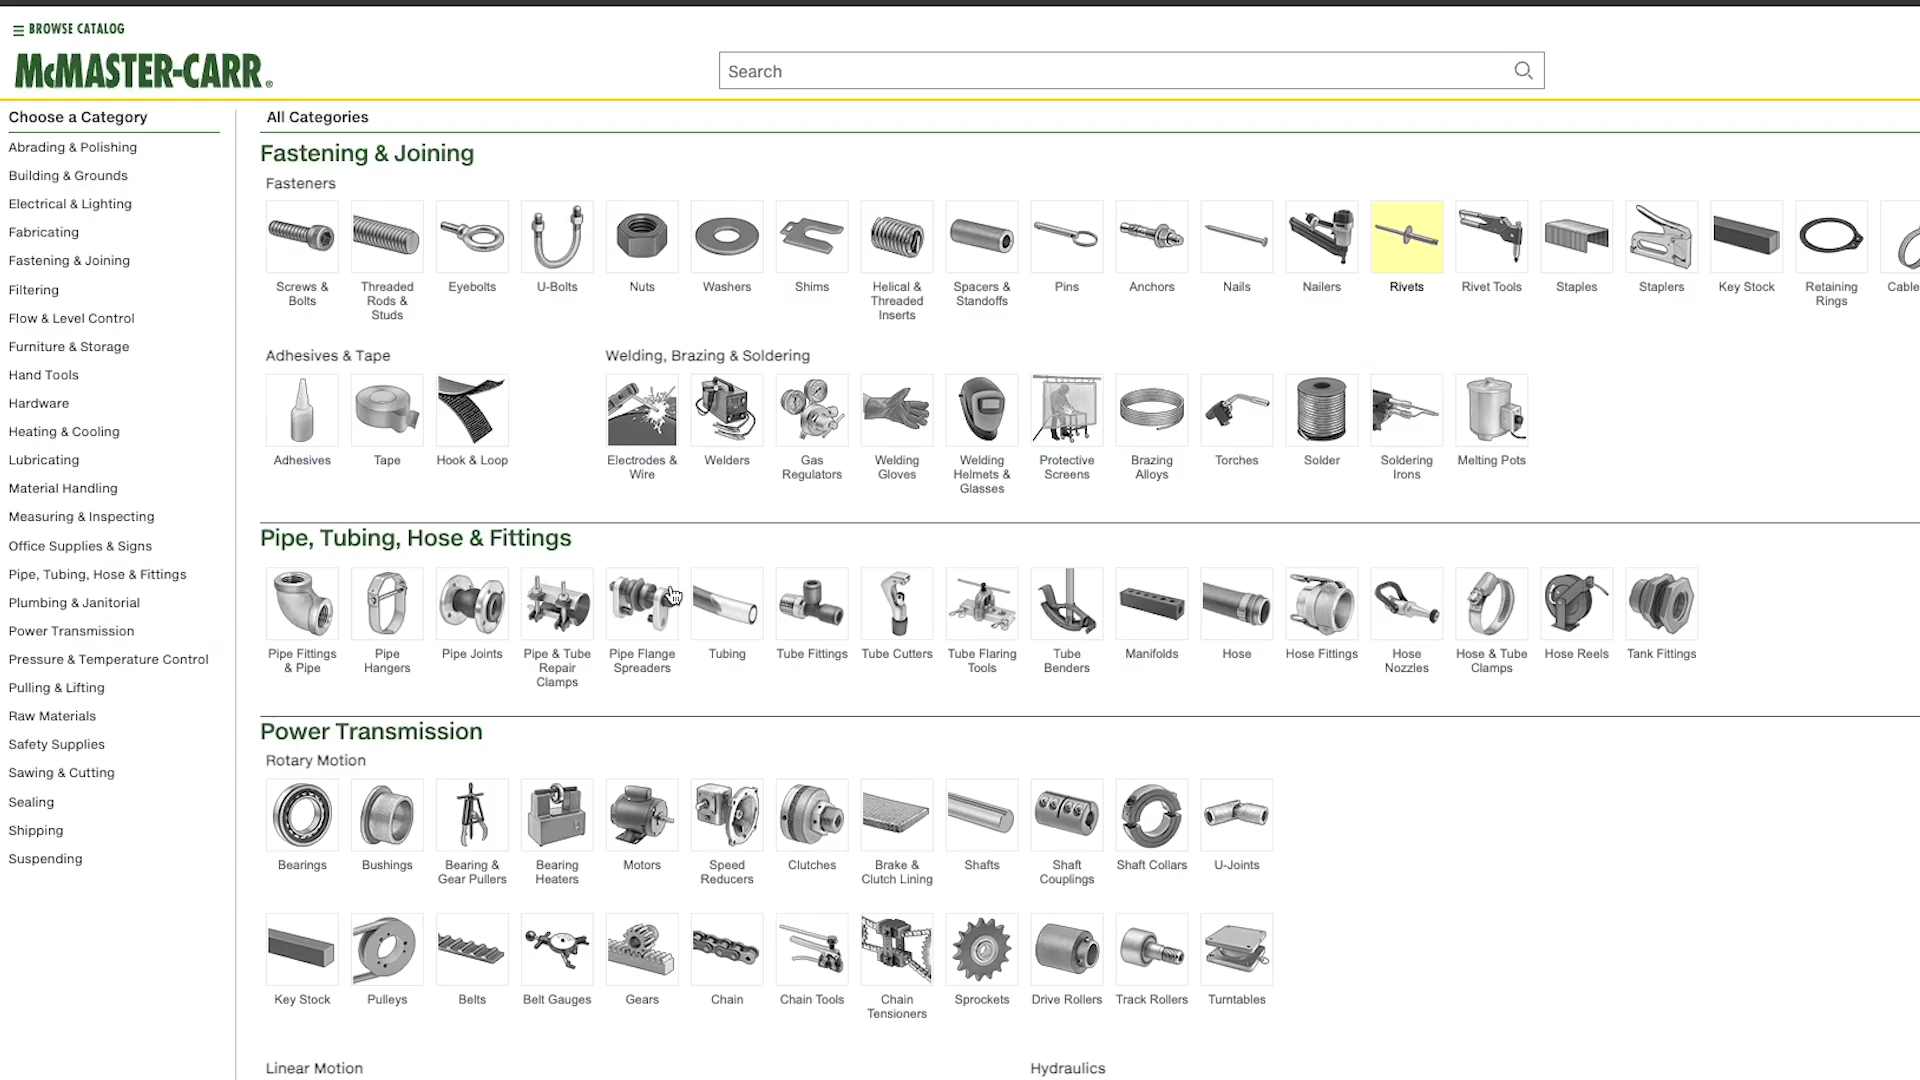 BROWSE CATALOG
McMASTER-CARR®
Search
Choose a Category
Abrading & Polishing
Building & Grounds
Electrical & Lighting
Fabricating
Fastening & Joining
Filtering
Flow & Level Control
Furniture & Storage
Hand Tools
Hardware
Heating & Cooling
Lubricating
Material Handling
Measuring & Inspecting
Office Supplies & Signs
Pipe, Tubing, Hose & Fittings
Plumbing & Janitorial
Power Transmission
Pressure & Temperature Control
Pulling & Lifting
Raw Materials
Safety Supplies
Sawing & Cutting
Sealing
Shipping
Suspending
All Categories
Fastening & Joining
Fasteners
Screws &
Bolts
Threaded
Rods &
Studs
Eyebolts
U-Bolts
Nuts
Washers
Shims
Helical &
Threaded
Inserts
Spacers &
Standoffs
Pins
Anchors
Nails
Nailers
Rivets
Rivet Tools
Staples
Staplers
Key Stock
Retaining
Rings
Cable
Adhesives & Tape
Adhesives
Tape
Hook & Loop
Welding, Brazing & Soldering
Electrodes &
Wire
Welders
Gas
Regulators
Welding
Gloves
Welding
Helmets &
Glasses
Protective
Screens
Brazing
Alloys
Torches
Solder
Soldering
Irons
Melting Pots
Pipe, Tubing, Hose & Fittings
Pipe Fittings
& Pipe
Pipe
Hangers
Pipe Joints
Pipe & Tube
Repair
Clamps
Pipe Flange
Spreaders
Tubing
Tube Fittings
Tube Cutters
Tube Flaring
Tools
Tube
Benders
Manifolds
Hose
Hose Fittings
Hose
Nozzles
Hose & Tube
Clamps
Hose Reels
Tank Fittings
Power Transmission
Rotary Motion
Bearings
Bushings
Bearing &
Gear Pullers
Bearing
Heaters
Motors
Speed
Reducers
Clutches
Brake &
Clutch Lining
Shafts
Shaft
Couplings
Shaft Collars
U-Joints
Key Stock
Pulleys
Belts
Belt Gauges
Gears
Chain
Chain Tools
Chain
Tensioners
Sprockets
Drive Rollers
Track Rollers
Turntables
Linear Motion
Hydraulics